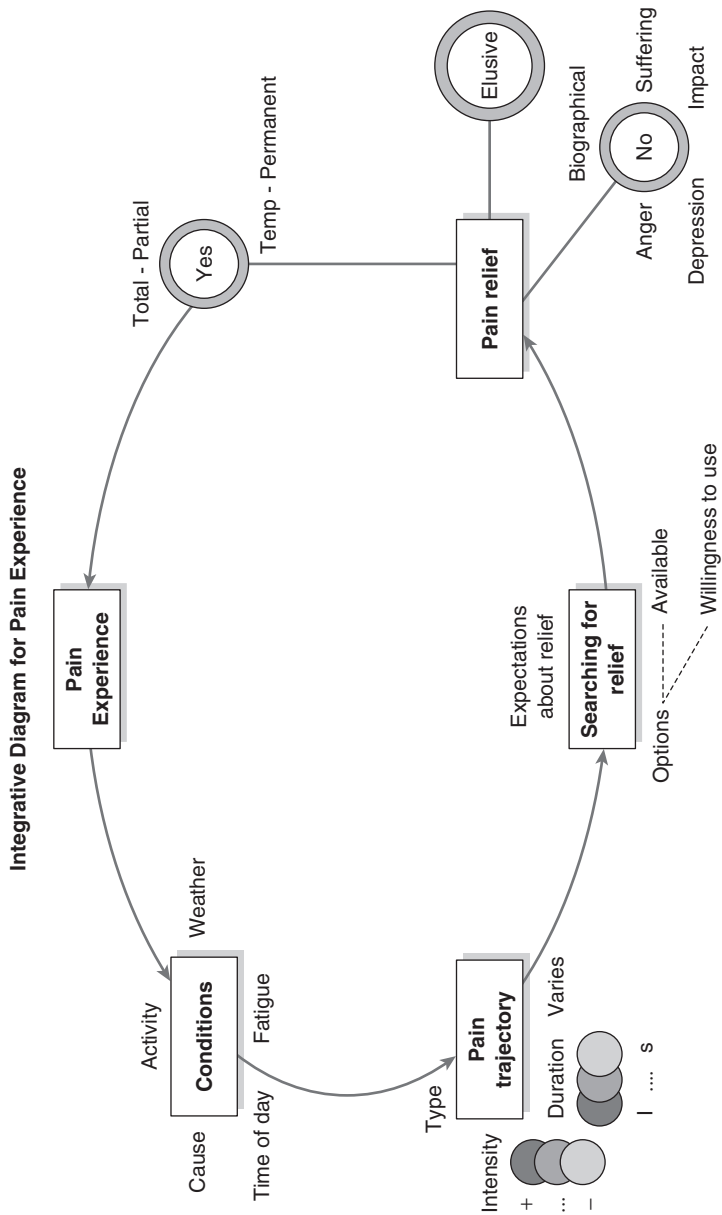 Integrative Diagram for Pain Experience
Pain
Experience
Activity
Weather
Conditions
Cause
Fatigue
Time of day
Type
Pain
trajectory
Intensity
+
...
–
Duration
Varies
l .... s
Expectations
about relief
Searching for
relief
Options
Available
Willingness to use
Pain relief
Total - Partial
Yes
Temp - Permanent
Elusive
Biographical
No
Suffering
Anger
Impact
Depression